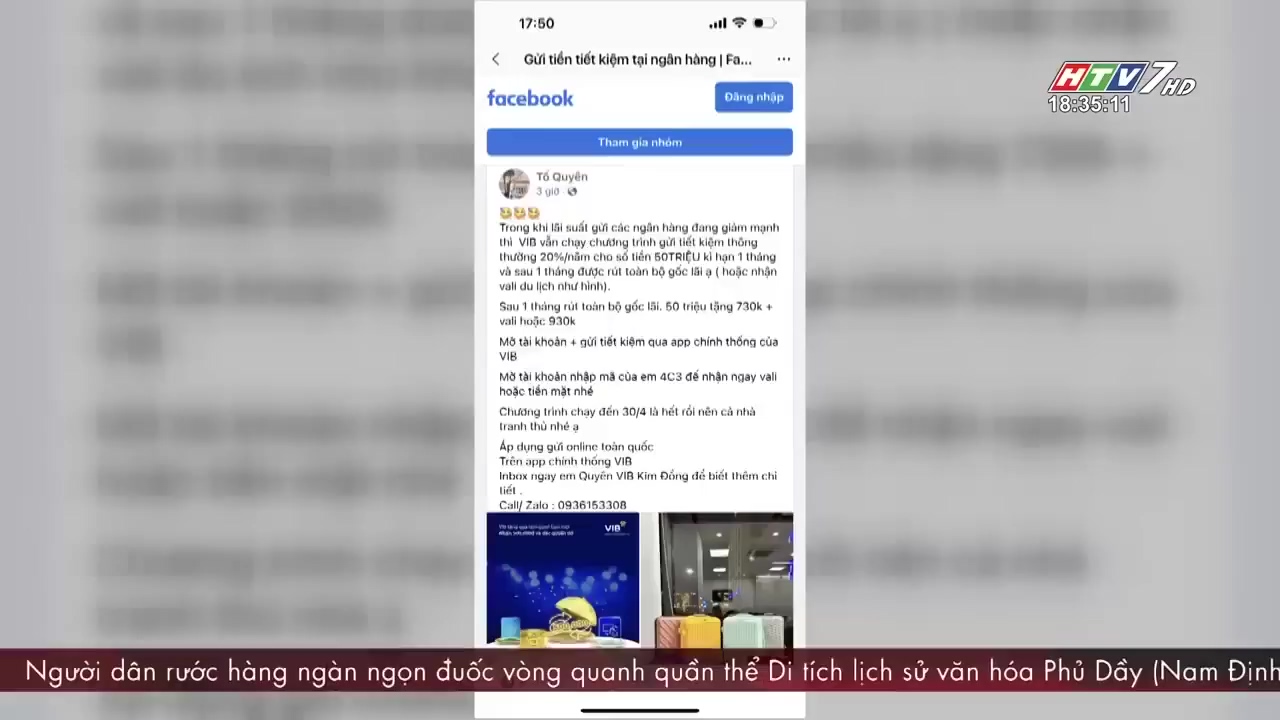 17:50
Gửi tiền tiết kiệm tại ngân hàng | Fa...
HTV7 HD
18:35:11
facebook
Đăng nhập
Tham gia nhóm
Tố Quyên
3 giờ
Trong khi lãi suất gửi các ngân hàng đang giảm mạnh
thì VIB vẫn chạy chương trình gửi tiết kiệm thông
thường 20%/năm cho số tiền 50TRIỆU kì hạn 1 tháng
và sau 1 tháng được rút toàn bộ gốc lãi ạ ( hoặc nhận
vali du lịch như hình).
Sau 1 tháng rút toàn bộ gốc lãi. 50 triệu tặng 730k +
vali hoặc 930k
Mở tài khoản + gửi tiết kiệm qua app chính thống của
VIB
Mở tài khoản nhập mã của em 4C3 để nhận ngay vali
hoặc tiền mặt nhé
Chương trình chạy đến 30/4 là hết rồi nên cả nhà
tranh thủ nhé ạ
Áp dụng gửi online toàn quốc
Trên app chính thống VIB
Inbox ngay em Quyên VIB Kim Đồng để biết thêm chi
tiết .
Call/ Zalo : 0936153308
VIB
Người dân rước hàng ngàn ngọn đuốc vòng quanh quần thể Di tích lịch sử văn hóa Phủ Dầy (Nam Định